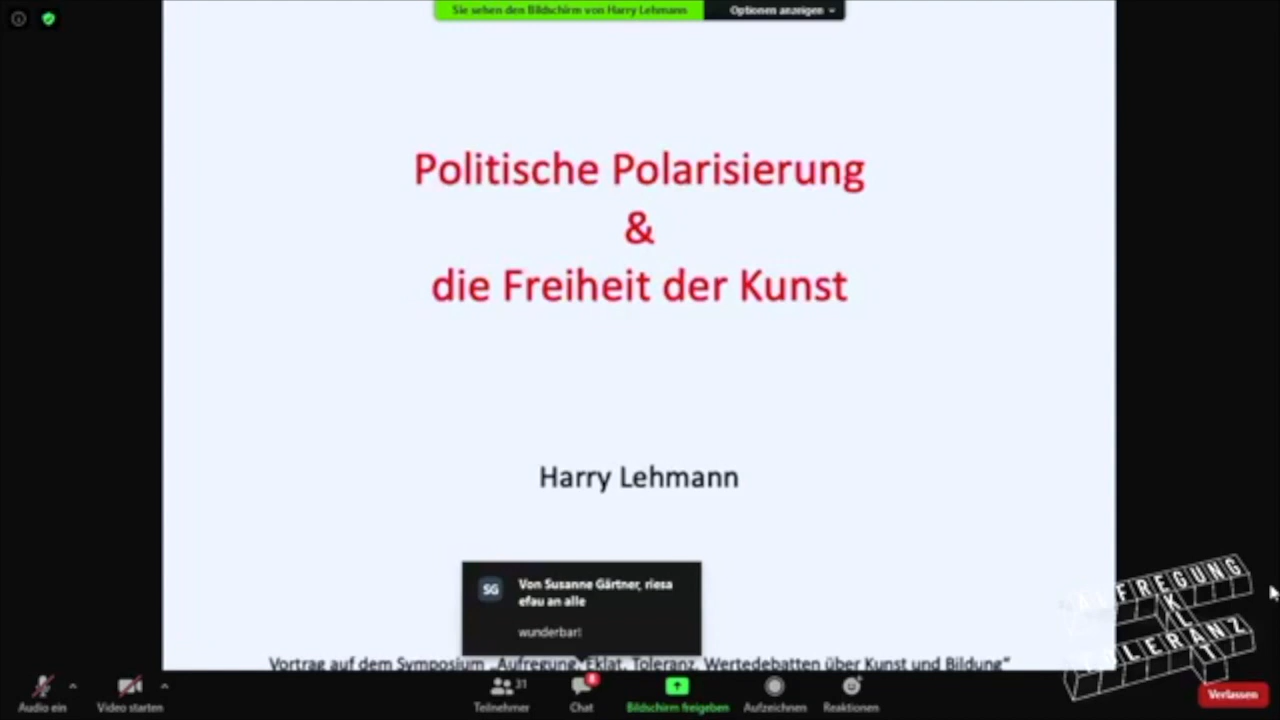 Sie sehen den Bildschirm von Harry Lehmann
Optionen anzeigen
Politische Polarisierung
&
die Freiheit der Kunst
Harry Lehmann
SG
Von Susanne Gärtner, riesa
efau an alle
wunderbar!
Vortrag auf dem Symposium „Aufregung, Eklat, Toleranz. Wertedebatten über Kunst und Bildung“
AUFREGUNG
EKLAT
TOLERANZ
Audio ein
Video starten
31
Teilnehmer
8
Chat
Bildschirm freigeben
Aufzeichnen
Reaktionen
Verlassen